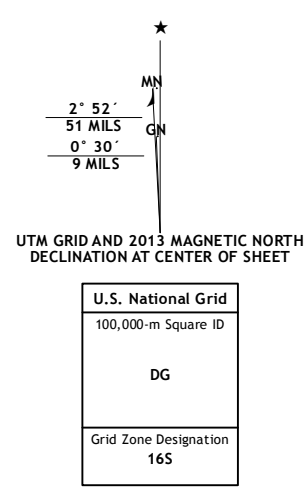 ★
MN
2° 52´
51 MILS
GN
0° 30´
9 MILS
UTM GRID AND 2013 MAGNETIC NORTH
DECLINATION AT CENTER OF SHEET
U.S. National Grid
100,000-m Square ID
DG
Grid Zone Designation
16S